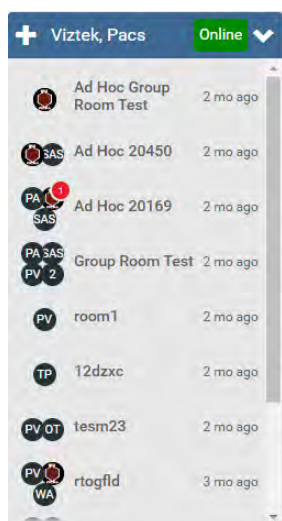 Viztek, Pacs Online
Ad Hoc Group
Room Test
2 mo ago
SAS Ad Hoc 20450 2 mo ago
PA 1
SAS
Ad Hoc 20169 2 mo ago
PA SAS
PV 2
Group Room Test 2 mo ago
PV room1 2 mo ago
TP 12dzxc 2 mo ago
PV OT tesm23 2 mo ago
PV
WA
rtogfld 3 mo ago